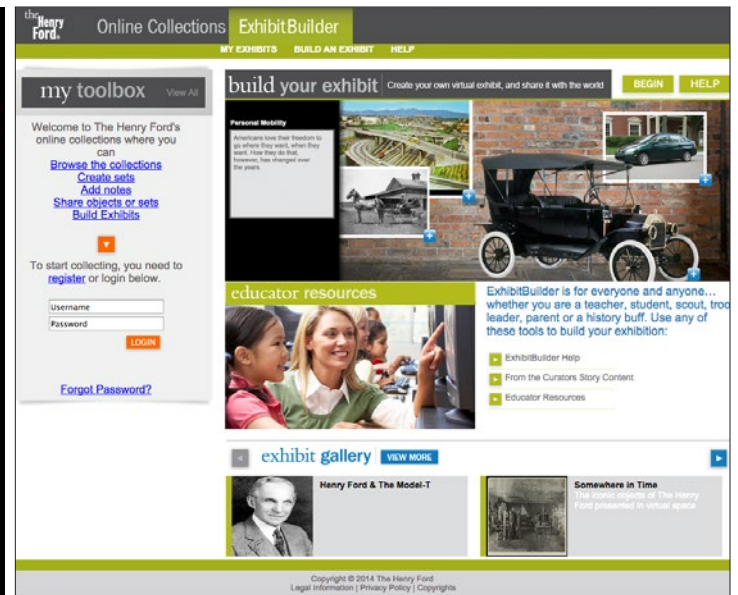 the Henry Ford.
Online Collections
ExhibitBuilder
MY EXHIBITS
BUILD AN EXHIBIT
HELP
my toolbox
View All
Welcome to The Henry Ford's
online collections where you
can
Browse the collections
Create sets
Add notes
Share objects or sets
Build Exhibits
To start collecting, you need to
register or login below.
Username
Password
LOGIN
Forgot Password?
build your exhibit
Create your own virtual exhibit, and share it with the world
BEGIN
HELP
Personal Mobility
Americans love their freedom to
go where they want, when they
want. How they do that,
however, has changed over
the years.
educator resources
ExhibitBuilder is for everyone and anyone...
whether you are a teacher, student, scout, troo
leader, parent or a history buff. Use any of
these tools to build your exhibition:
ExhibitBuilder Help
From the Curators Story Content
Educator Resources
exhibit gallery
VIEW MORE
Henry Ford & The Model-T
Somewhere in Time
The iconic objects of The Henry
Ford presented in virtual space
Copyright © 2014 The Henry Ford
Legal Information | Privacy Policy | Copyrights